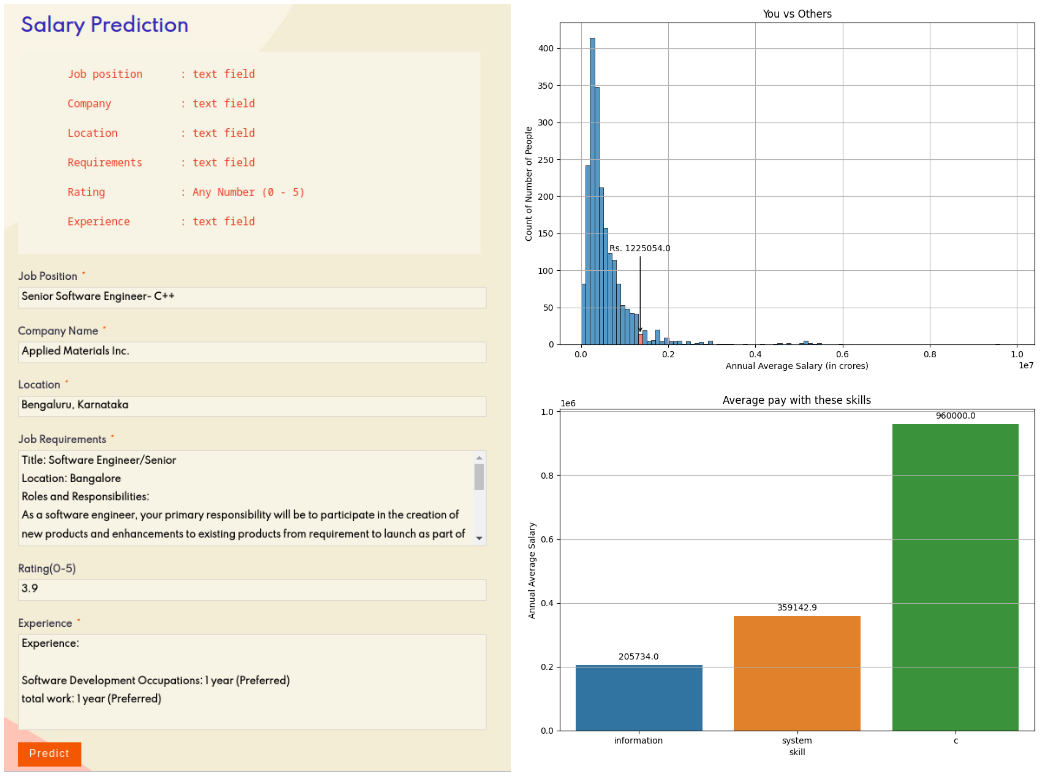 Salary Prediction
Job position : text field
Company : text field
Location : text field
Requirements : text field
Rating : Any Number (0 - 5)
Experience : text field
Job Position *
Senior Software Engineer- C++
Company Name *
Applied Materials Inc.
Location *
Bengaluru, Karnataka
Job Requirements *
Title: Software Engineer/Senior
Location: Bangalore
Roles and Responsibilities:
As a software engineer, your primary responsibility will be to participate in the creation of
new products and enhancements to existing products from requirement to launch as part of
Rating(0-5)
3.9
Experience *
Experience:
Software Development Occupations: 1 year (Preferred)
total work: 1 year (Preferred)
Predict
You vs Others
Count of Number of People
400
350
300
250
200
150
100
50
0
Rs. 1225054.0
0.0 0.2 0.4 0.6 0.8 1.0
1e7
Annual Average Salary (in crores)
Average pay with these skills
1e6
Annual Average Salary
1.0
0.8
0.6
0.4
0.2
0.0
205734.0
359142.9
960000.0
information system c
skill